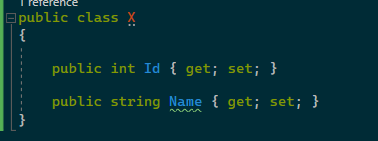 1 reference
public class X
{
public int Id { get; set; }
public string Name { get; set; }
}